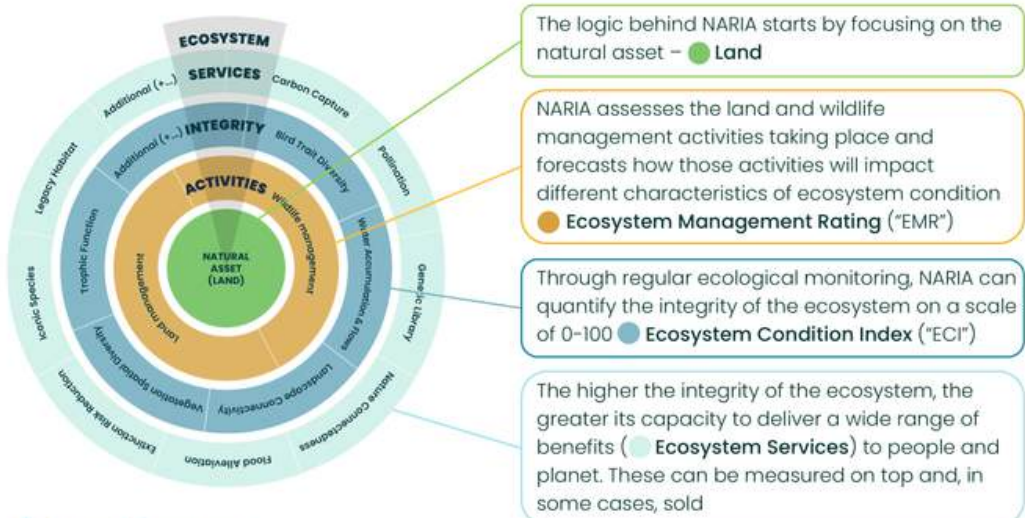 ECOSYSTEM
SERVICES
INTEGRITY
ACTIVITIES
NATURAL
ASSET
(LAND)
Wildlife management
Land management
Additional (+...)
Bird Trait Diversity
Water Accumulation & Flows
Landscape Connectivity
Vegetation Spatial Diversity
Trophic Function
Additional (+...)
Carbon Capture
Pollination
Genetic Library
Nature Connectedness
Flood Alleviation
Extinction Risk Reduction
Iconic Species
Legacy Habitat
The logic behind NARIA starts by focusing on the
natural asset – Land
NARIA assesses the land and wildlife
management activities taking place and
forecasts how those activities will impact
different characteristics of ecosystem condition
Ecosystem Management Rating ("EMR")
Through regular ecological monitoring, NARIA can
quantify the integrity of the ecosystem on a scale
of 0-100 Ecosystem Condition Index ("ECI")
The higher the integrity of the ecosystem, the
greater its capacity to deliver a wide range of
benefits ( Ecosystem Services) to people and
planet. These can be measured on top and, in
some cases, sold